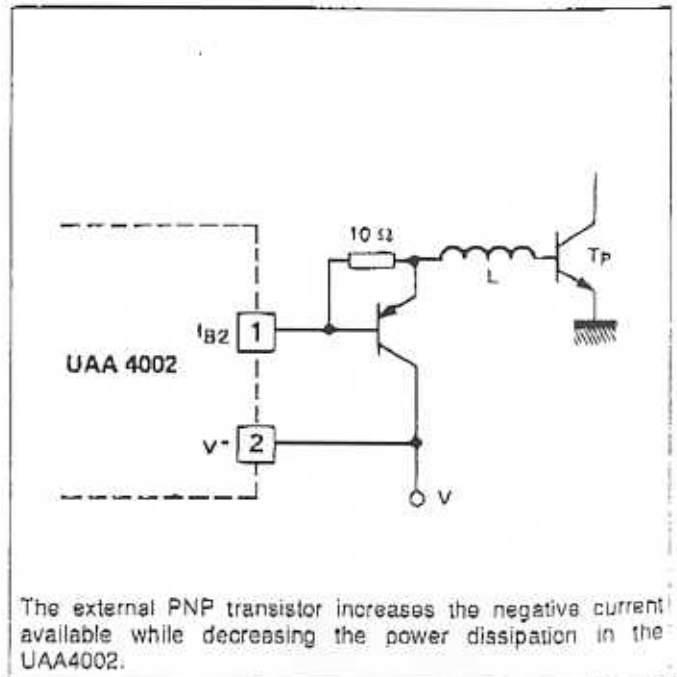 10 Ω
Tp
L
IB2
1
UAA 4002
V-
2
V
The external PNP transistor increases the negative current
available while decreasing the power dissipation in the
UAA4002.